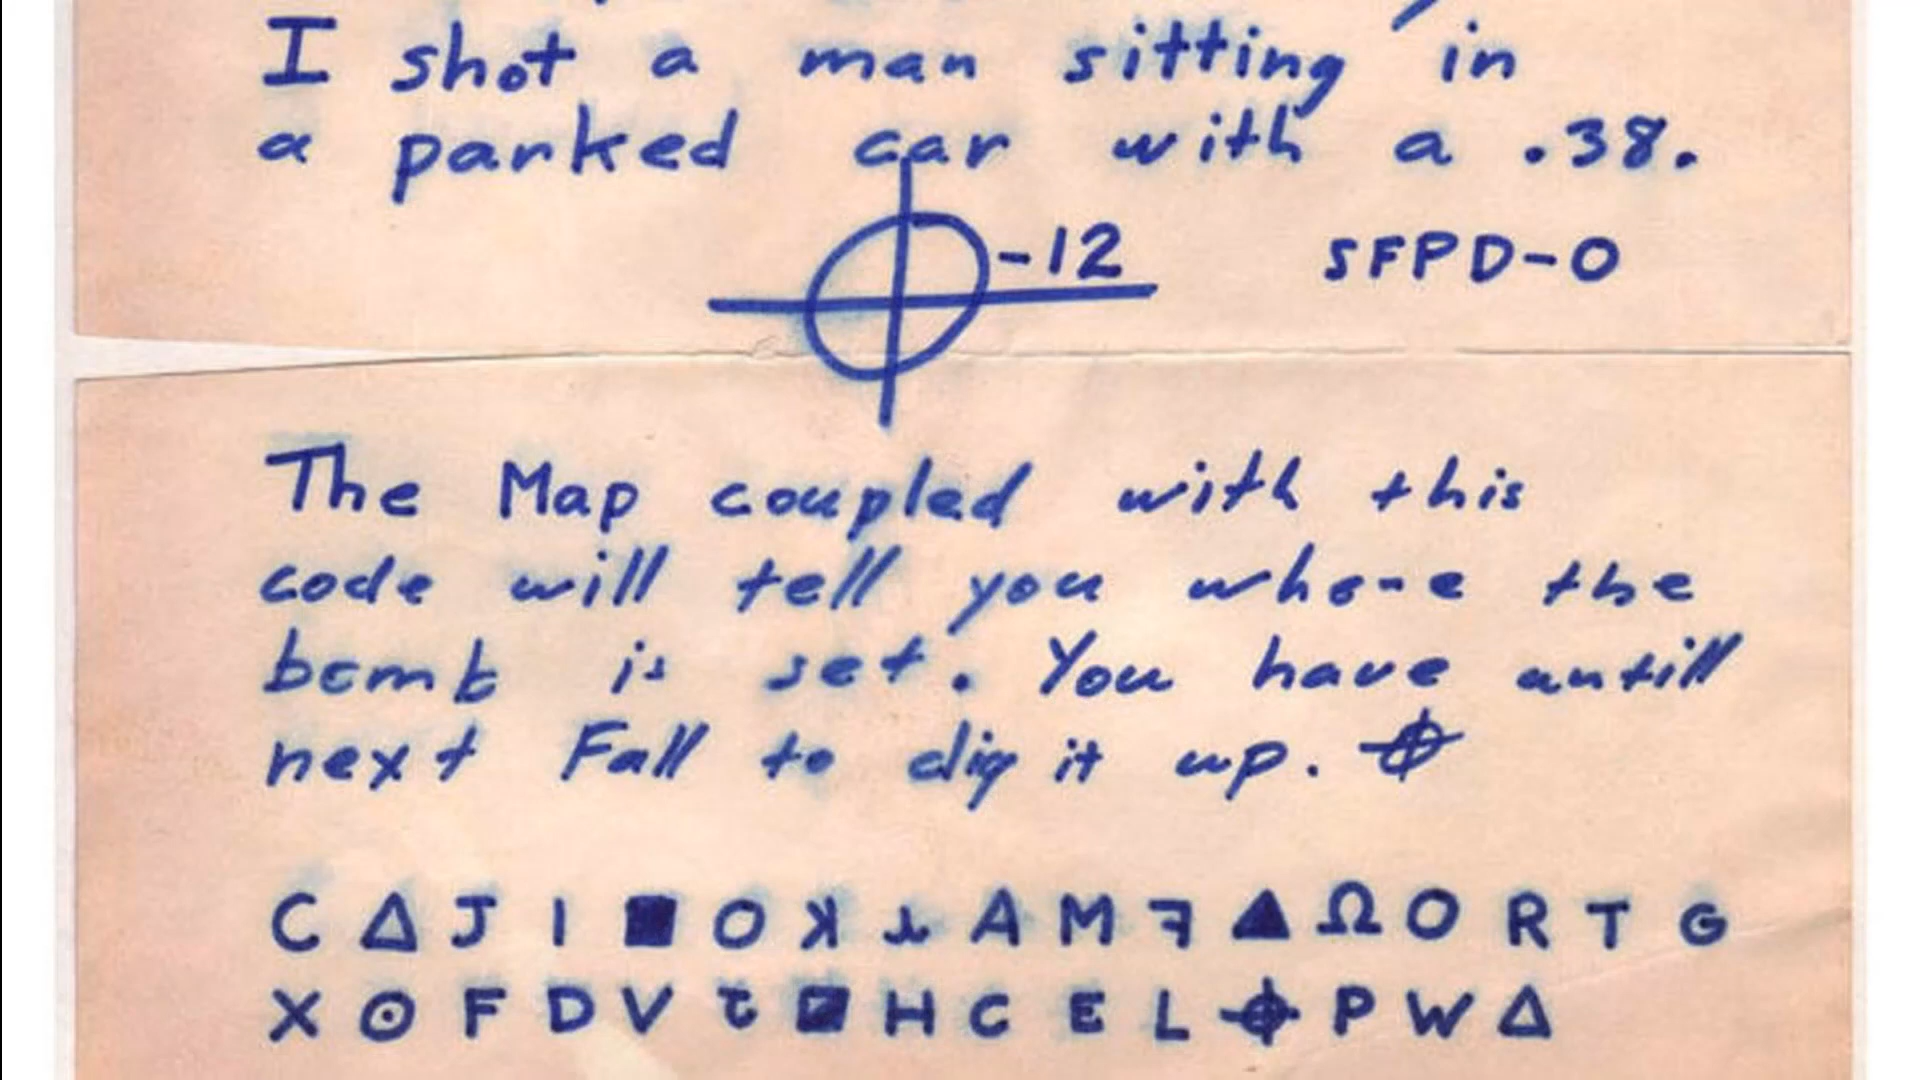 I shot a man sitting in
a parked car with a .38.
-12 SFPD-0
The Map coupled with this
code will tell you where the
bomb is set. You have untill
next Fall to dig it up. ⌖
C Δ J I ■ O ꓘ ⅄ A M ꟻ ▲ Ω O R T G
X ⊙ F D V Ʇ ◪ H C E L ⌖ P W Δ